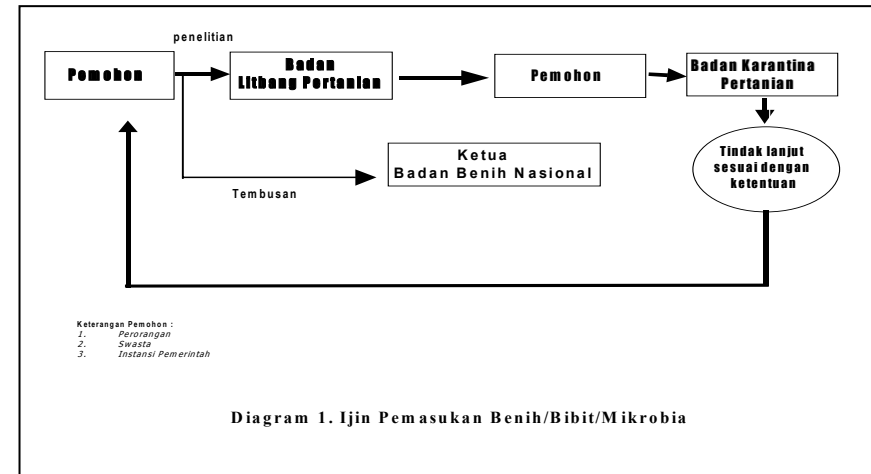 penelitian
Pemohon
Badan
Litbang Pertanian
Pemohon
Badan Karantina
Pertanian
Ketua
Badan Benih Nasional
Tembusan
Tindak lanjut
sesuai dengan
ketentuan
Keterangan Pemohon :
1. Perorangan
2. Swasta
3. Instansi Pemerintah
Diagram 1. Ijin Pemasukan Benih/Bibit/Mikrobia